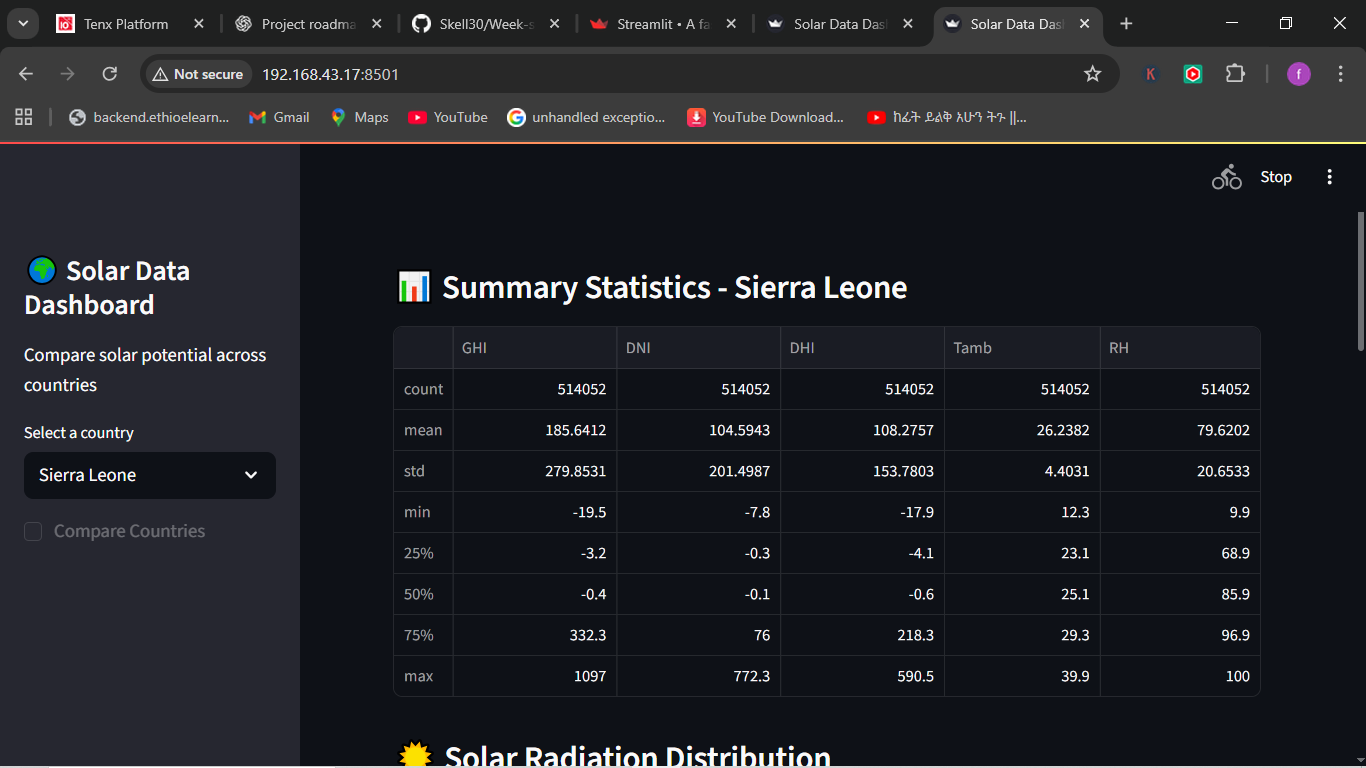 Tenx Platform
Project roadma
Skell30/Week-s
Streamlit • A fa
Solar Data Das
Solar Data Das
Not secure
192.168.43.17:8501
K
f
backend.ethioelearn...
Gmail
Maps
YouTube
unhandled exceptio...
YouTube Download...
ከፊት ይልቅ አሁን ትጉ ||...
Stop
🌍 Solar Data
Dashboard
Compare solar potential across
countries
Select a country
Sierra Leone
Compare Countries
📊 Summary Statistics - Sierra Leone
GHI DNI DHI Tamb RH
count 514052 514052 514052 514052 514052
mean 185.6412 104.5943 108.2757 26.2382 79.6202
std 279.8531 201.4987 153.7803 4.4031 20.6533
min -19.5 -7.8 -17.9 12.3 9.9
25% -3.2 -0.3 -4.1 23.1 68.9
50% -0.4 -0.1 -0.6 25.1 85.9
75% 332.3 76 218.3 29.3 96.9
max 1097 772.3 590.5 39.9 100
☀️ Solar Radiation Distribution